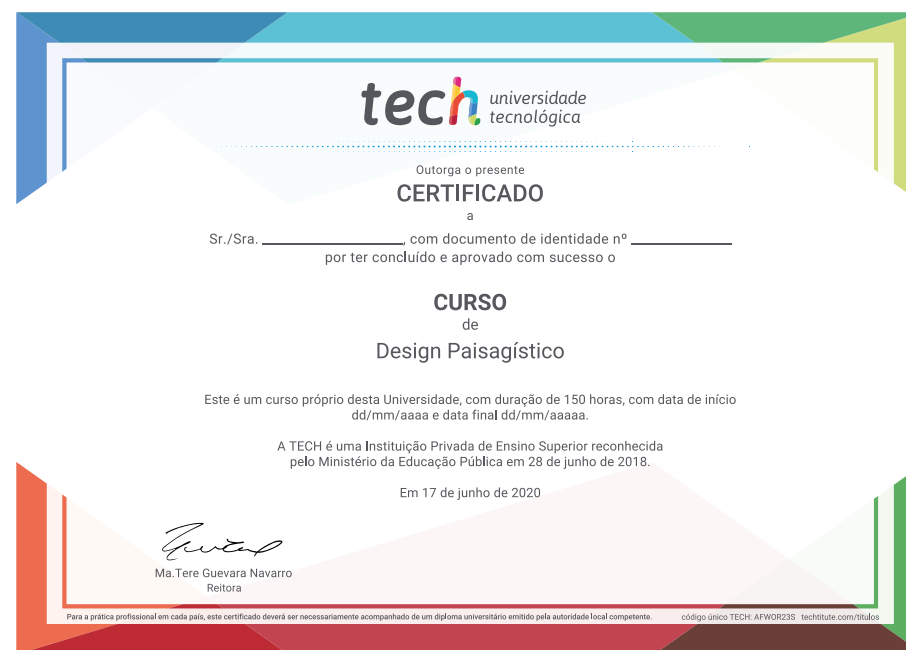 tech universidade
tecnológica
Outorga o presente
CERTIFICADO
a
Sr./Sra. ______________, com documento de identidade nº __________
por ter concluído e aprovado com sucesso o
CURSO
de
Design Paisagístico
Este é um curso próprio desta Universidade, com duração de 150 horas, com data de início
dd/mm/aaaa e data final dd/mm/aaaaa.
A TECH é uma Instituição Privada de Ensino Superior reconhecida
pelo Ministério da Educação Pública em 28 de junho de 2018.
Em 17 de junho de 2020
Ma.Tere Guevara Navarro
Reitora
Para a prática profissional em cada país, este certificado deverá ser necessariamente acompanhado de um diploma universitário emitido pela autoridade local competente. código único TECH: AFWOR23S techtitute.com/titulos